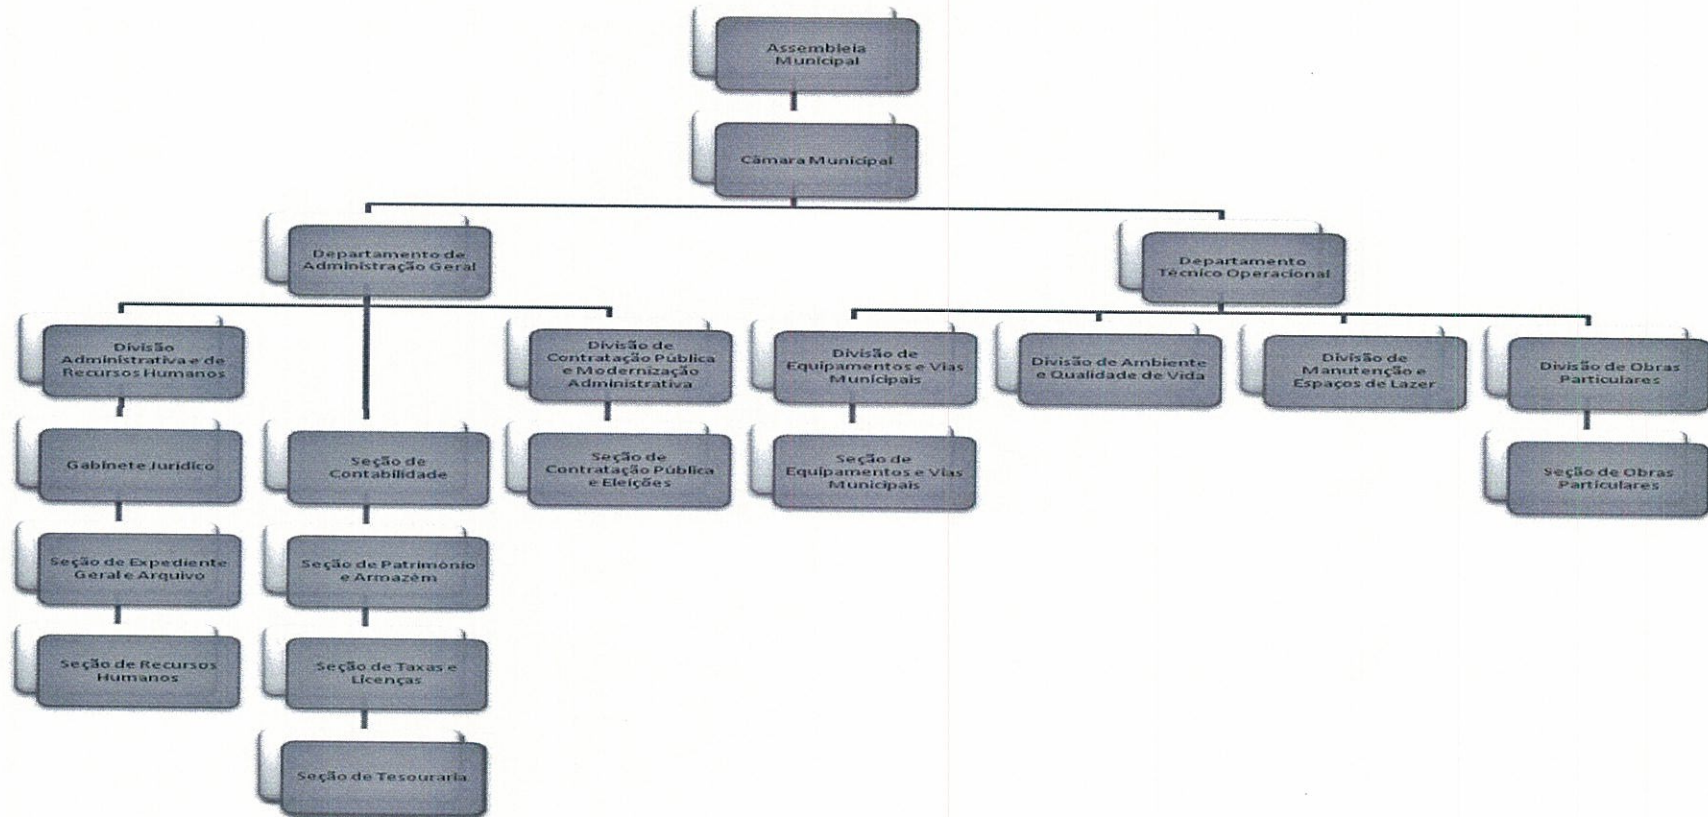 Assembleia
Municipal
Câmara Municipal
Departamento de
Administração Geral
Departamento
Técnico Operacional
Divisão
Administrativa e de
Recursos Humanos
Divisão de
Contratação Pública
e Modernização
Administrativa
Divisão de
Equipamentos e Vias
Municipais
Divisão de Ambiente
e Qualidade de Vida
Divisão de
Manutenção e
Espaços de Lazer
Divisão de Obras
Particulares
Gabinete Jurídico
Seção de
Contabilidade
Seção de
Contratação Pública
e Eleições
Seção de
Equipamentos e Vias
Municipais
Seção de Obras
Particulares
Seção de Expediente
Geral e Arquivo
Seção de Património
e Armazém
Seção de Recursos
Humanos
Seção de Taxas e
Licenças
Seção de Tesouraria